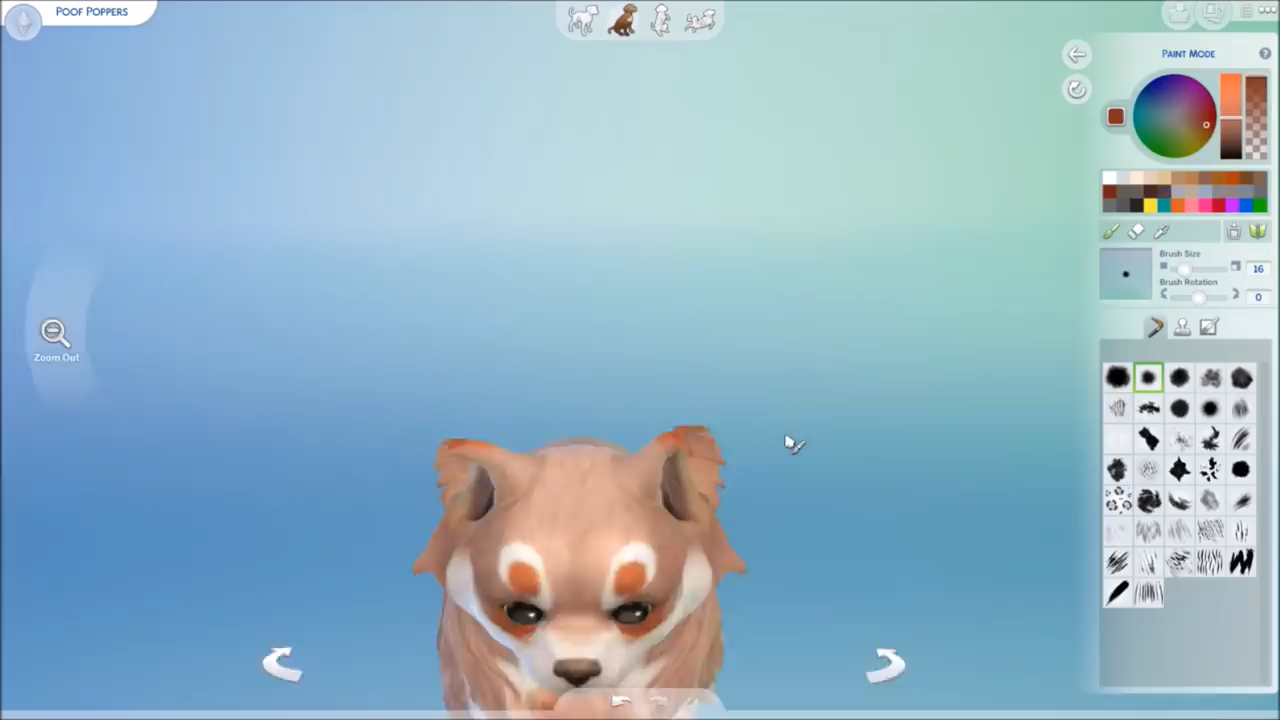 Poof Poppers
Paint Mode
Brush Size
16
Brush Rotation
0
Zoom Out